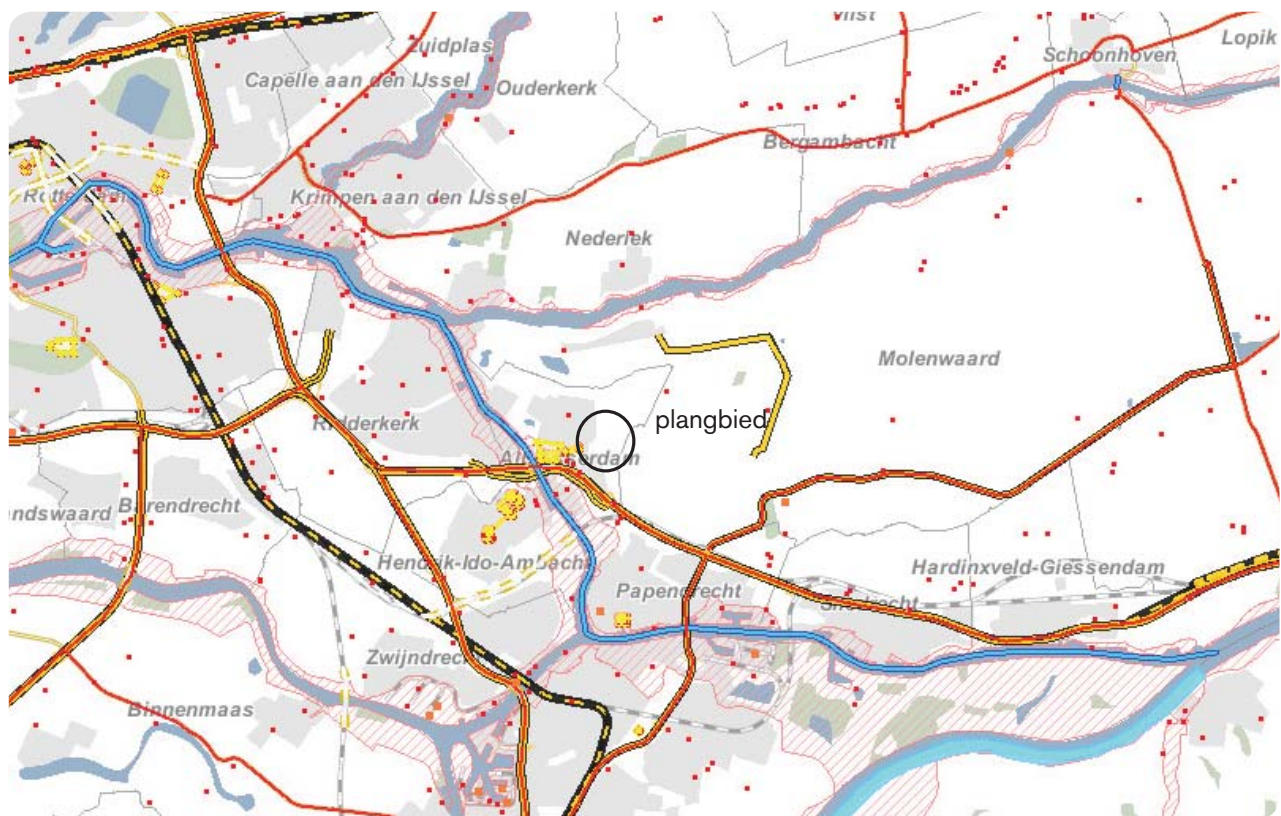 Vlist
Lopik
Zuidplas
Schoonhoven
Capelle aan den IJssel
Ouderkerk
Bergambacht
Krimpen aan den IJssel
Nederlek
Molenwaard
plangbied
Ridderkerk
Barendrecht
Hendrik-Ido-Ambacht
Hardinxveld-Giessendam
Papendrecht
Binnenmaas